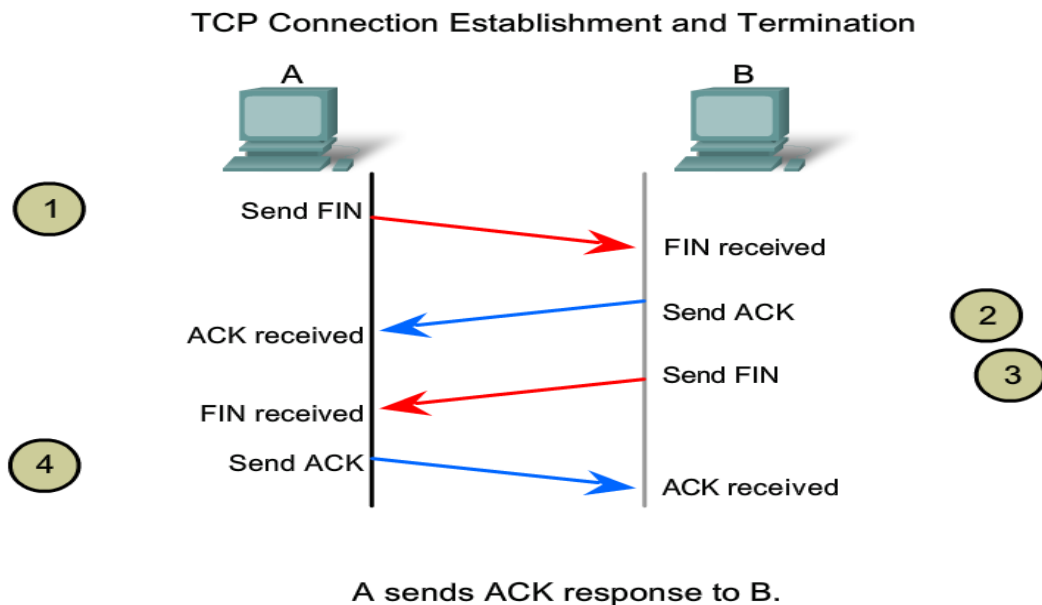 TCP Connection Establishment and Termination
A
B
1
Send FIN
FIN received
Send ACK
2
ACK received
Send FIN
3
FIN received
4
Send ACK
ACK received
A sends ACK response to B.